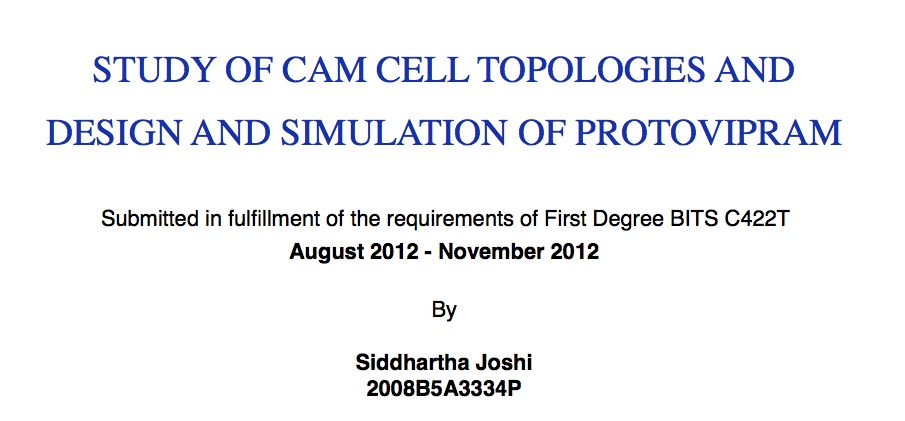 STUDY OF CAM CELL TOPOLOGIES AND
DESIGN AND SIMULATION OF PROTOVIPRAM
Submitted in fulfillment of the requirements of First Degree BITS C422T
August 2012 - November 2012
By
Siddhartha Joshi
2008B5A3334P